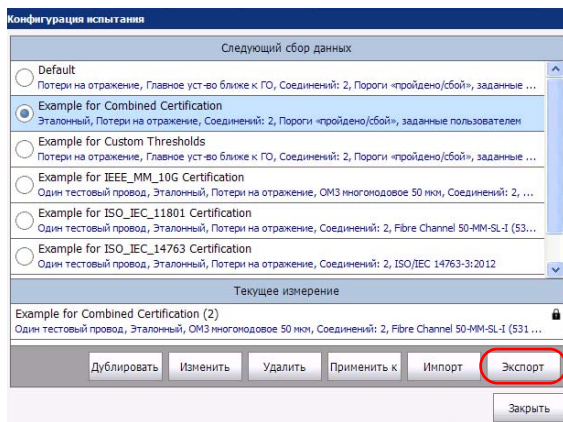 Конфигурация испытания
Следующий сбор данных
Default
Потери на отражение, Главное уст-во ближе к ГО, Соединений: 2, Пороги «пройдено/сбой», заданные ...
Example for Combined Certification
Эталонный, Потери на отражение, Соединений: 2, Пороги «пройдено/сбой», заданные пользователем
Example for Custom Thresholds
Потери на отражение, Главное уст-во ближе к ГО, Соединений: 2, Пороги «пройдено/сбой», заданные ...
Example for IEEE_MM_10G Certification
Один тестовый провод, Эталонный, Потери на отражение, OM3 многомодовое 50 мкм, Соединений: 2, ...
Example for ISO_IEC_11801 Certification
Один тестовый провод, Эталонный, Потери на отражение, Соединений: 2, Fibre Channel 50-MM-SL-I (53...
Example for ISO_IEC_14763 Certification
Один тестовый провод, Эталонный, Потери на отражение, Соединений: 2, ISO/IEC 14763-3:2012
Текущее измерение
Example for Combined Certification (2)
Один тестовый провод, Эталонный, OM3 многомодовое 50 мкм, Соединений: 2, Fibre Channel 50-MM-SL-I (531 ...
Дублировать Изменить Удалить Применить к Импорт Экспорт
Закрыть